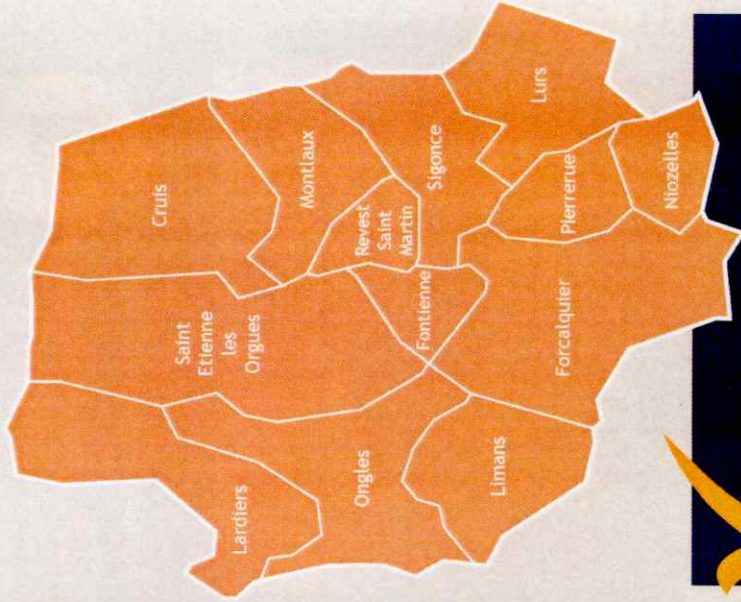 Cruis
Montlaux
Lurs
Sigonce
Revest
Saint
Martin
Pierrerue
Niozelles
Saint
Etienne
les
Orgues
Fontienne
Forcalquier
Lardiers
Ongles
Limans